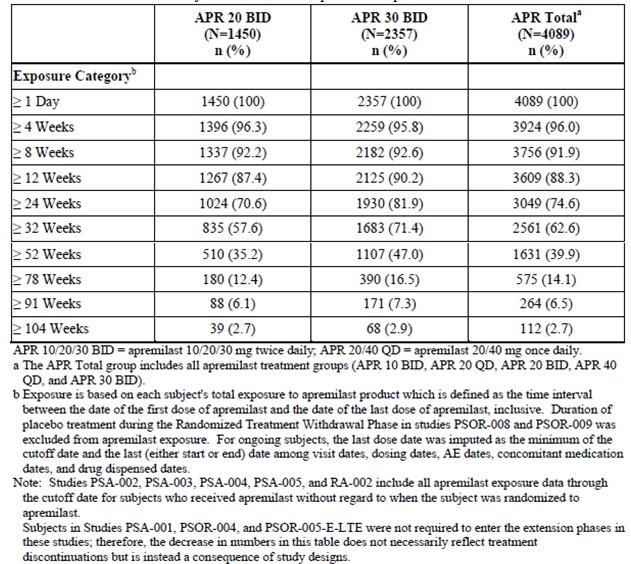 APR 20 BID APR 30 BID APR Totalᵃ
(N=1450) (N=2357) (N=4089)
n (%) n (%) n (%)
Exposure Categoryᵇ
≥ 1 Day 1450 (100) 2357 (100) 4089 (100)
≥ 4 Weeks 1396 (96.3) 2259 (95.8) 3924 (96.0)
≥ 8 Weeks 1337 (92.2) 2182 (92.6) 3756 (91.9)
≥ 12 Weeks 1267 (87.4) 2125 (90.2) 3609 (88.3)
≥ 24 Weeks 1024 (70.6) 1930 (81.9) 3049 (74.6)
≥ 32 Weeks 835 (57.6) 1683 (71.4) 2561 (62.6)
≥ 52 Weeks 510 (35.2) 1107 (47.0) 1631 (39.9)
≥ 78 Weeks 180 (12.4) 390 (16.5) 575 (14.1)
≥ 91 Weeks 88 (6.1) 171 (7.3) 264 (6.5)
≥ 104 Weeks 39 (2.7) 68 (2.9) 112 (2.7)
APR 10/20/30 BID = apremilast 10/20/30 mg twice daily; APR 20/40 QD = apremilast 20/40 mg once daily.
a The APR Total group includes all apremilast treatment groups (APR 10 BID, APR 20 QD, APR 20 BID, APR 40
QD, and APR 30 BID).
b Exposure is based on each subject's total exposure to apremilast product which is defined as the time interval
between the date of the first dose of apremilast and the date of the last dose of apremilast, inclusive. Duration of
placebo treatment during the Randomized Treatment Withdrawal Phase in studies PSOR-008 and PSOR-009 was
excluded from apremilast exposure. For ongoing subjects, the last dose date was imputed as the minimum of the
cutoff date and the last (either start or end) date among visit dates, dosing dates, AE dates, concomitant medication
dates, and drug dispensed dates.
Note: Studies PSA-002, PSA-003, PSA-004, PSA-005, and RA-002 include all apremilast exposure data through
the cutoff date for subjects who received apremilast without regard to when the subject was randomized to
apremilast.
Subjects in Studies PSA-001, PSOR-004, and PSOR-005-E-LTE were not required to enter the extension phases in
these studies; therefore, the decrease in numbers in this table does not necessarily reflect treatment
discontinuations but is instead a consequence of study designs.